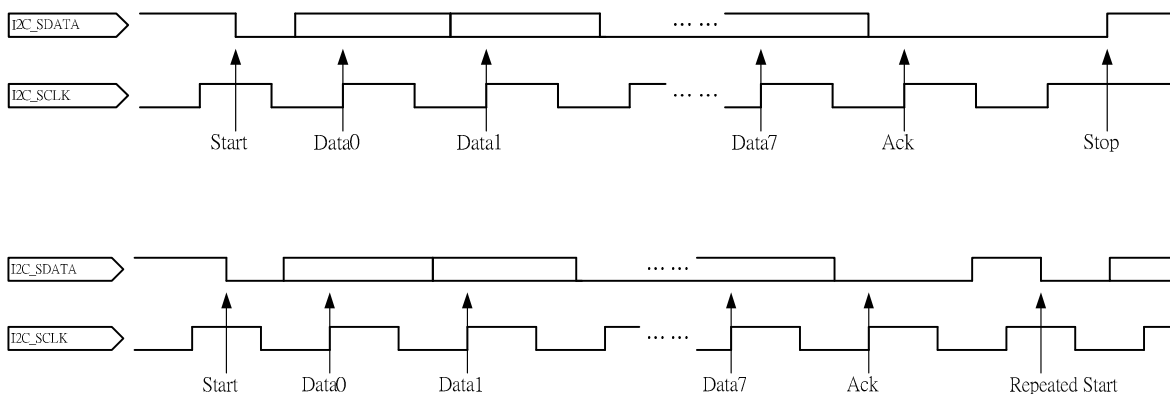 I2C_SDATA
... ...
I2C_SCLK
... ...
Start Data0 Data1 Data7 Ack Stop
I2C_SDATA
... ...
I2C_SCLK
... ...
Start Data0 Data1 Data7 Ack Repeated Start